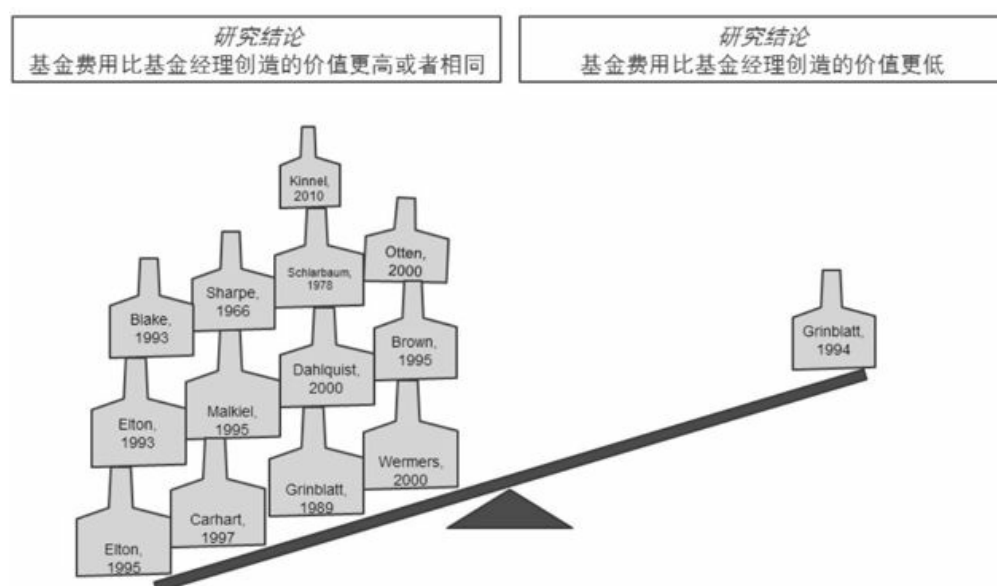 研究结论
基金费用比基金经理创造的价值更高或者相同
研究结论
基金费用比基金经理创造的价值更低
Kinnel,
2010
Otten,
2000
Schlarbaum,
1978
Sharpe,
1966
Blake,
1993
Brown,
1995
Dahlquist,
2000
Malkiel,
1995
Elton,
1993
Wermers,
2000
Grinblatt,
1989
Carhart,
1997
Elton,
1995
Grinblatt,
1994